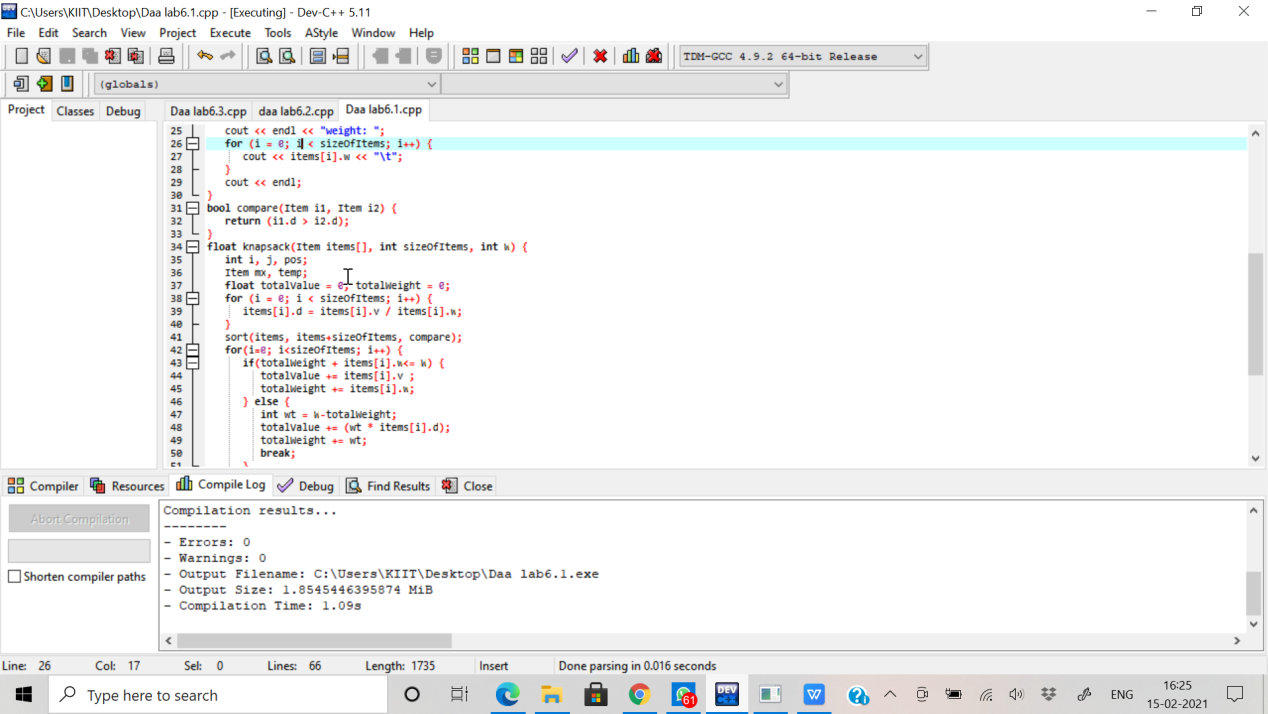 C:\Users\KIIT\Desktop\Daa lab6.cpp - [Executing] - Dev-C++ 5.11
File Edit Search View Project Execute Tools AStyle Window Help
TDM-GCC 4.9.2 64-bit Release
(globals)
Project Classes Debug Daa lab6.3.cpp daa lab6.2.cpp Daa lab6.1.cpp
25 cout << endl << "weight: ";
26 for (i = 0; i < sizeOfItems; i++) {
27 cout << items[i].w << "\t";
28 }
29 cout << endl;
30 }
31 bool compare(Item i1, Item i2) {
32 return (i1.d > i2.d);
33 }
34 float knapsack(Item items[], int sizeOfItems, int W) {
35 int i, j, pos;
36 Item mx, temp;
37 float totalValue = 0, totalWeight = 0;
38 for (i = 0; i < sizeOfItems; i++) {
39 items[i].d = items[i].v / items[i].w;
40 }
41 sort(items, items+sizeOfItems, compare);
42 for(i=0; i<sizeOfItems; i++) {
43 if(totalWeight + items[i].w<= W) {
44 totalValue += items[i].v ;
45 totalWeight += items[i].w;
46 } else {
47 int wt = W-totalWeight;
48 totalValue += (wt * items[i].d);
49 totalWeight += wt;
50 break;
51 }
Compiler Resources Compile Log Debug Find Results Close
Abort Compilation
Shorten compiler paths
Compilation results...
--------
- Errors: 0
- Warnings: 0
- Output Filename: C:\Users\KIIT\Desktop\Daa lab6.1.exe
- Output Size: 1.8545446395874 MiB
- Compilation Time: 1.09s
Line: 26 Col: 17 Sel: 0 Lines: 66 Length: 1735 Insert Done parsing in 0.016 seconds
Type here to search
61
DEV
W
ENG
16:25
15-02-2021